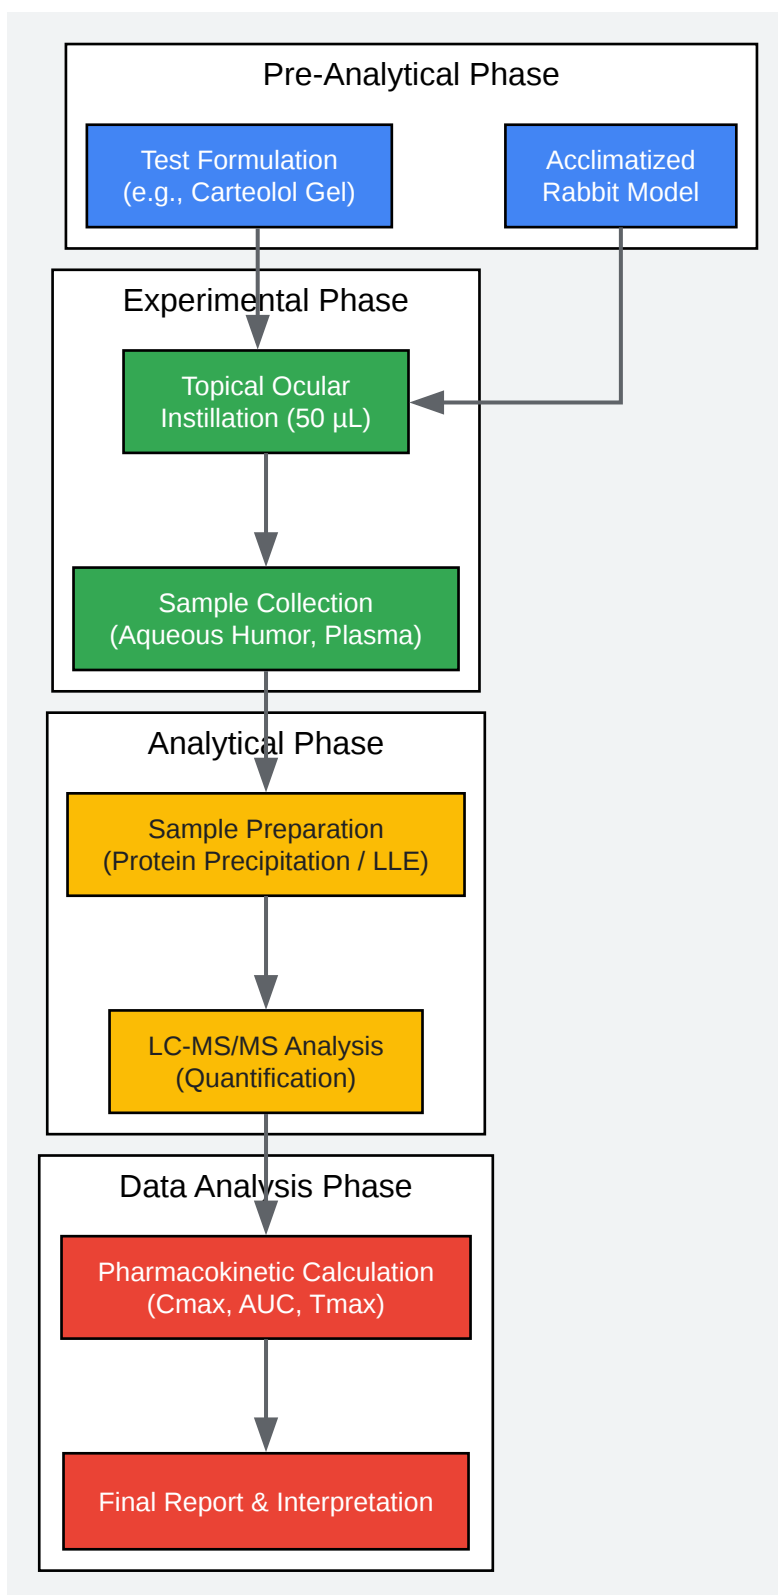 Pre-Analytical Phase
Test Formulation
(e.g., Carteolol Gel)
Acclimatized
Rabbit Model
Experimental Phase
Topical Ocular
Instillation (50 µL)
Sample Collection
(Aqueous Humor, Plasma)
Analytical Phase
Sample Preparation
(Protein Precipitation / LLE)
LC-MS/MS Analysis
(Quantification)
Data Analysis Phase
Pharmacokinetic Calculation
(Cmax, AUC, Tmax)
Final Report & Interpretation